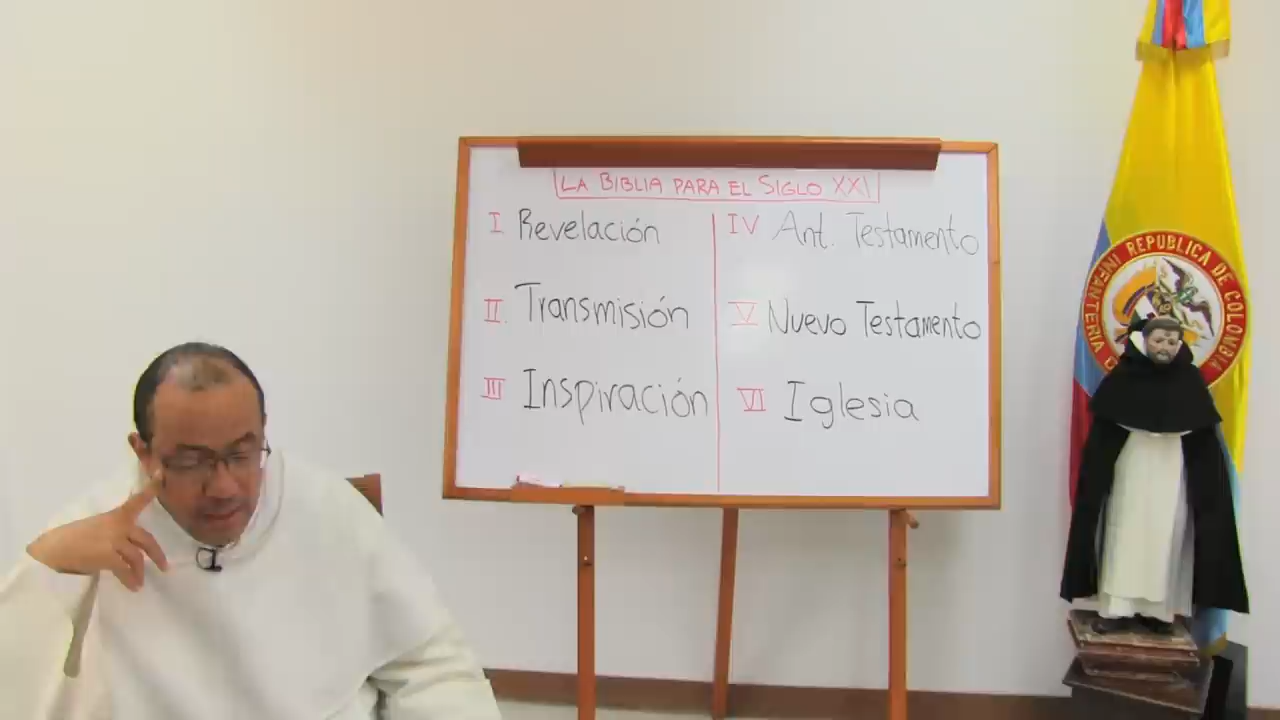 LA BIBLIA PARA EL SIGLO XXI
I Revelación
II. Transmisión
III Inspiración
IV Ant. Testamento
V Nuevo Testamento
VI Iglesia
REPUBLICA DE COLOMBIA
INFANTERIA